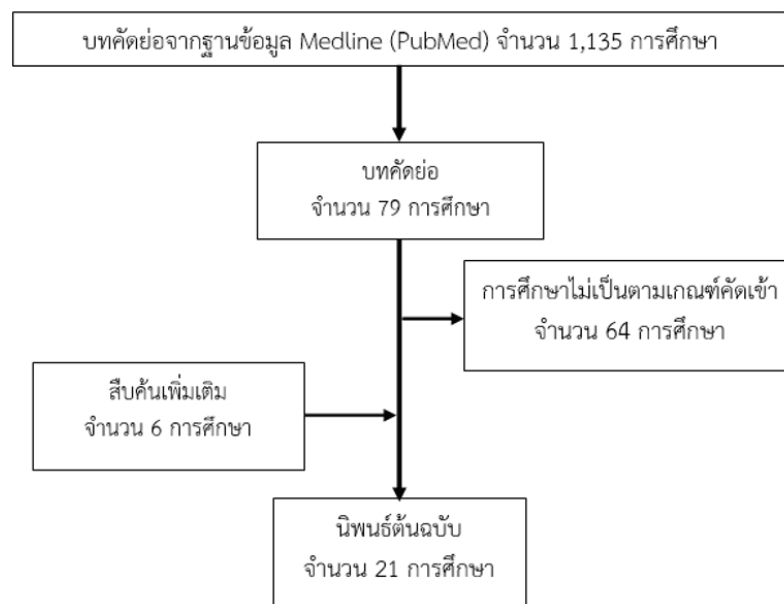 บทคัดย่อจากฐานข้อมูล Medline (PubMed) จำนวน 1,135 การศึกษา
บทคัดย่อ
จำนวน 79 การศึกษา
การศึกษาไม่เป็นตามเกณฑ์คัดเข้า
จำนวน 64 การศึกษา
สืบค้นเพิ่มเติม
จำนวน 6 การศึกษา
นิพนธ์ต้นฉบับ
จำนวน 21 การศึกษา